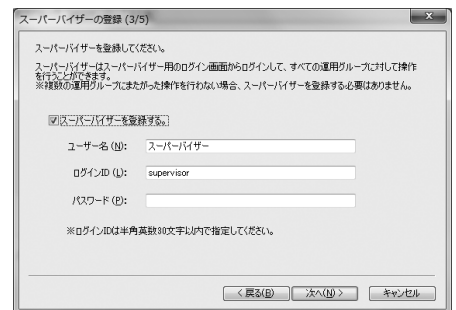 スーパーバイザーの登録 (3/5)
スーパーバイザーを登録してください。
スーパーバイザーはスーパーバイザー用のログイン画面からログインして、すべての運用グループに対して操作
を行うことができます。
※複数の運用グループにまたがった操作を行わない場合、スーパーバイザーを登録する必要はありません。
スーパーバイザーを登録する。
ユーザー名 (N): スーパーバイザー
ログインID (L): supervisor
パスワード (P):
※ログインIDは半角英数30文字以内で指定してください。
< 戻る(B) 次へ(N) > キャンセル